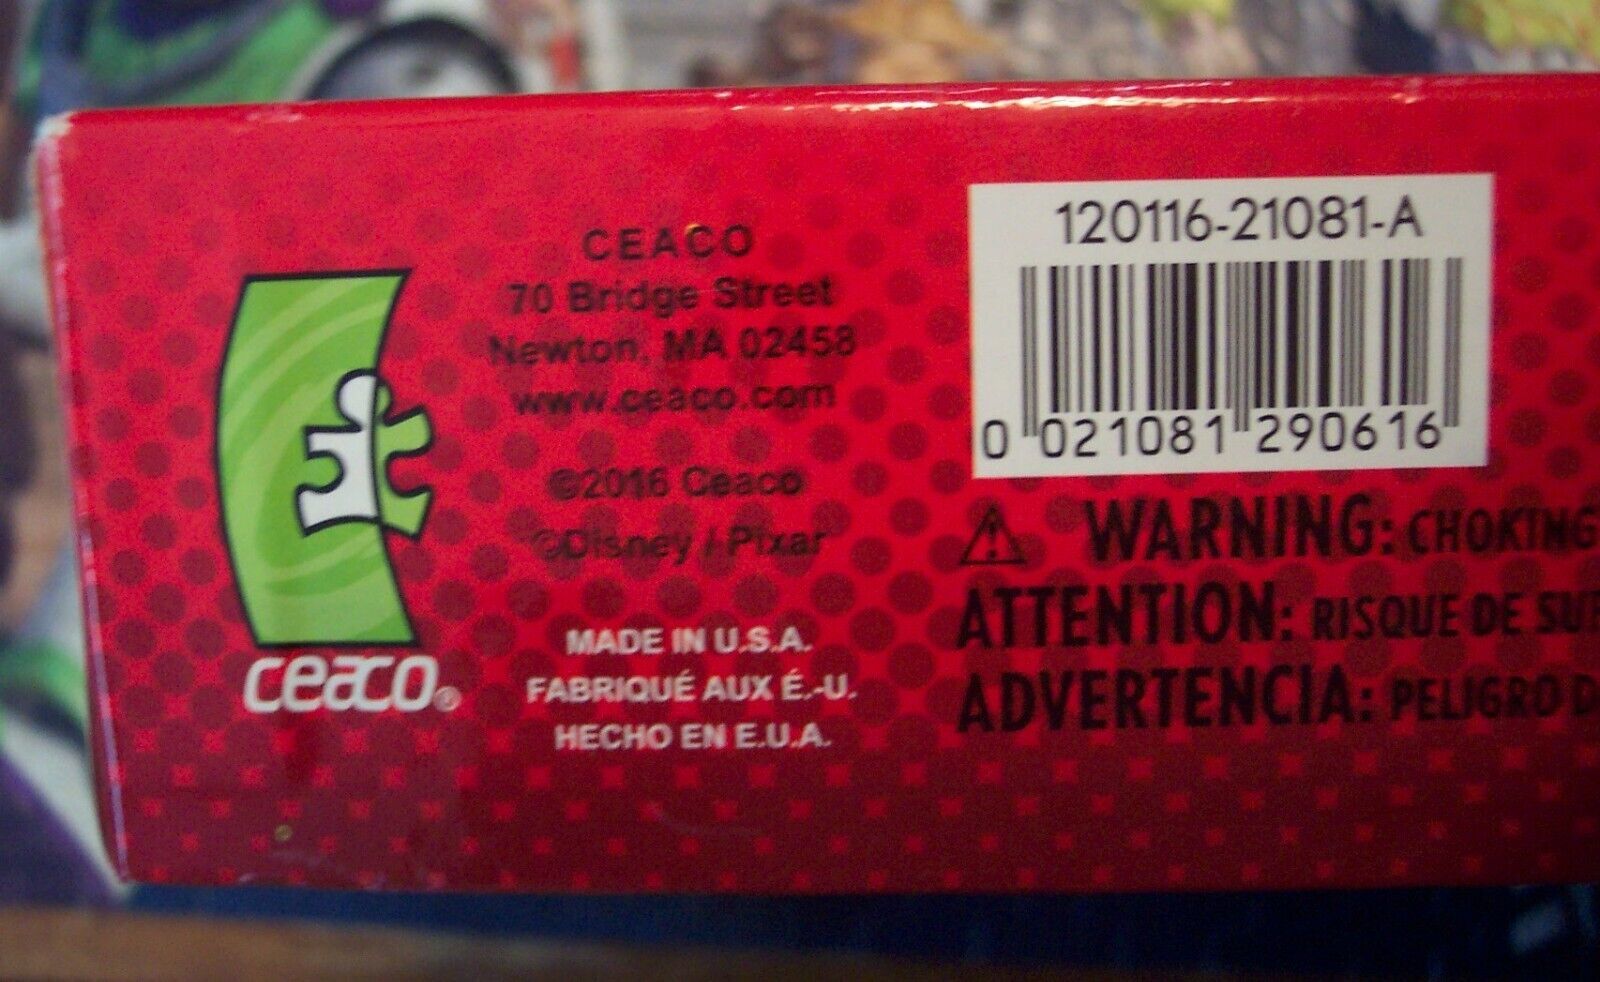 CEACO
70 Bridge Street
Newton, MA 02458
www.ceaco.com
©2016 Ceaco
©Disney / Pixar
MADE IN U.S.A.
FABRIQUÉ AUX É.-U.
HECHO EN E.U.A.
ceaco®
120116-21081-A
0 021081 290616
⚠ WARNING: CHOKING
ATTENTION: RISQUE DE
ADVERTENCIA: PELIGRO